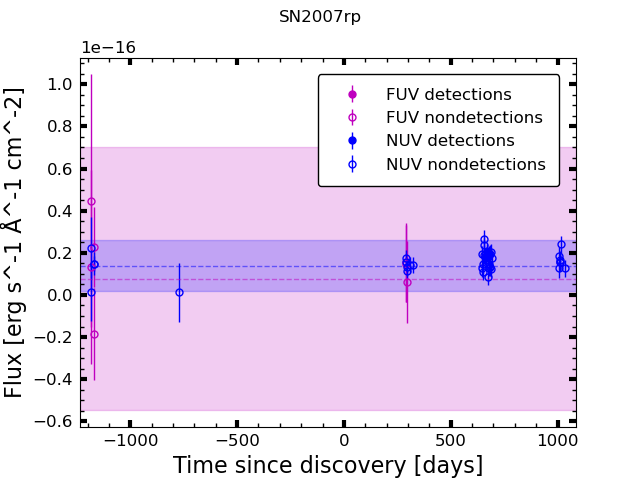 SN2007rp
1e−16
1.0
0.8
0.6
0.4
0.2
0.0
−0.2
−0.4
−0.6
Flux [erg s^-1 Å^-1 cm^-2]
FUV detections
FUV nondetections
NUV detections
NUV nondetections
−1000
−500
0
500
1000
Time since discovery [days]